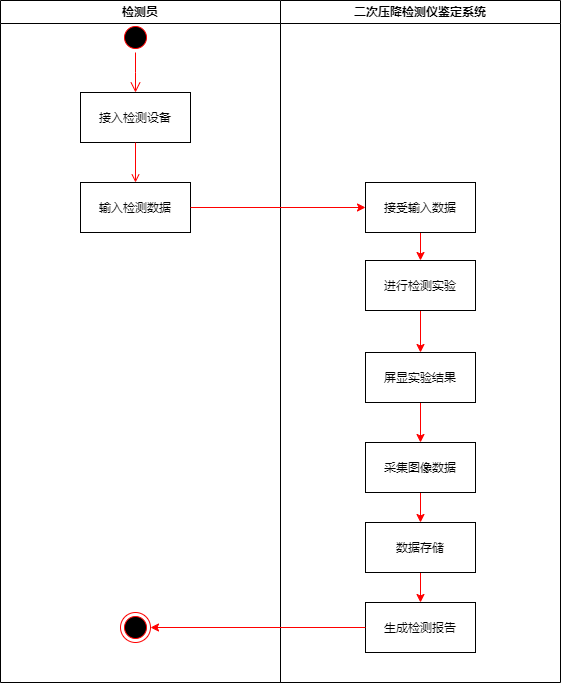 检测员
二次压降检测仪鉴定系统
接入检测设备
输入检测数据
接受输入数据
进行检测实验
屏显实验结果
采集图像数据
数据存储
生成检测报告